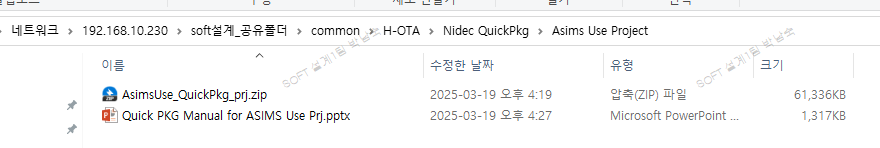 네트워크 > 192.168.10.230 > soft설계_공유폴더 > common > H-OTA > Nidec QuickPkg > Asims Use Project
이름 수정한 날짜 유형 크기
AsimsUse_QuickPkg_prj.zip 2025-03-19 오후 4:19 압축(ZIP) 파일 61,336KB
Quick PKG Manual for ASIMS Use Prj.pptx 2025-03-19 오후 4:27 Microsoft PowerPoint ... 1,317KB
SOFT 설계1팀
SOFT 설계1팀